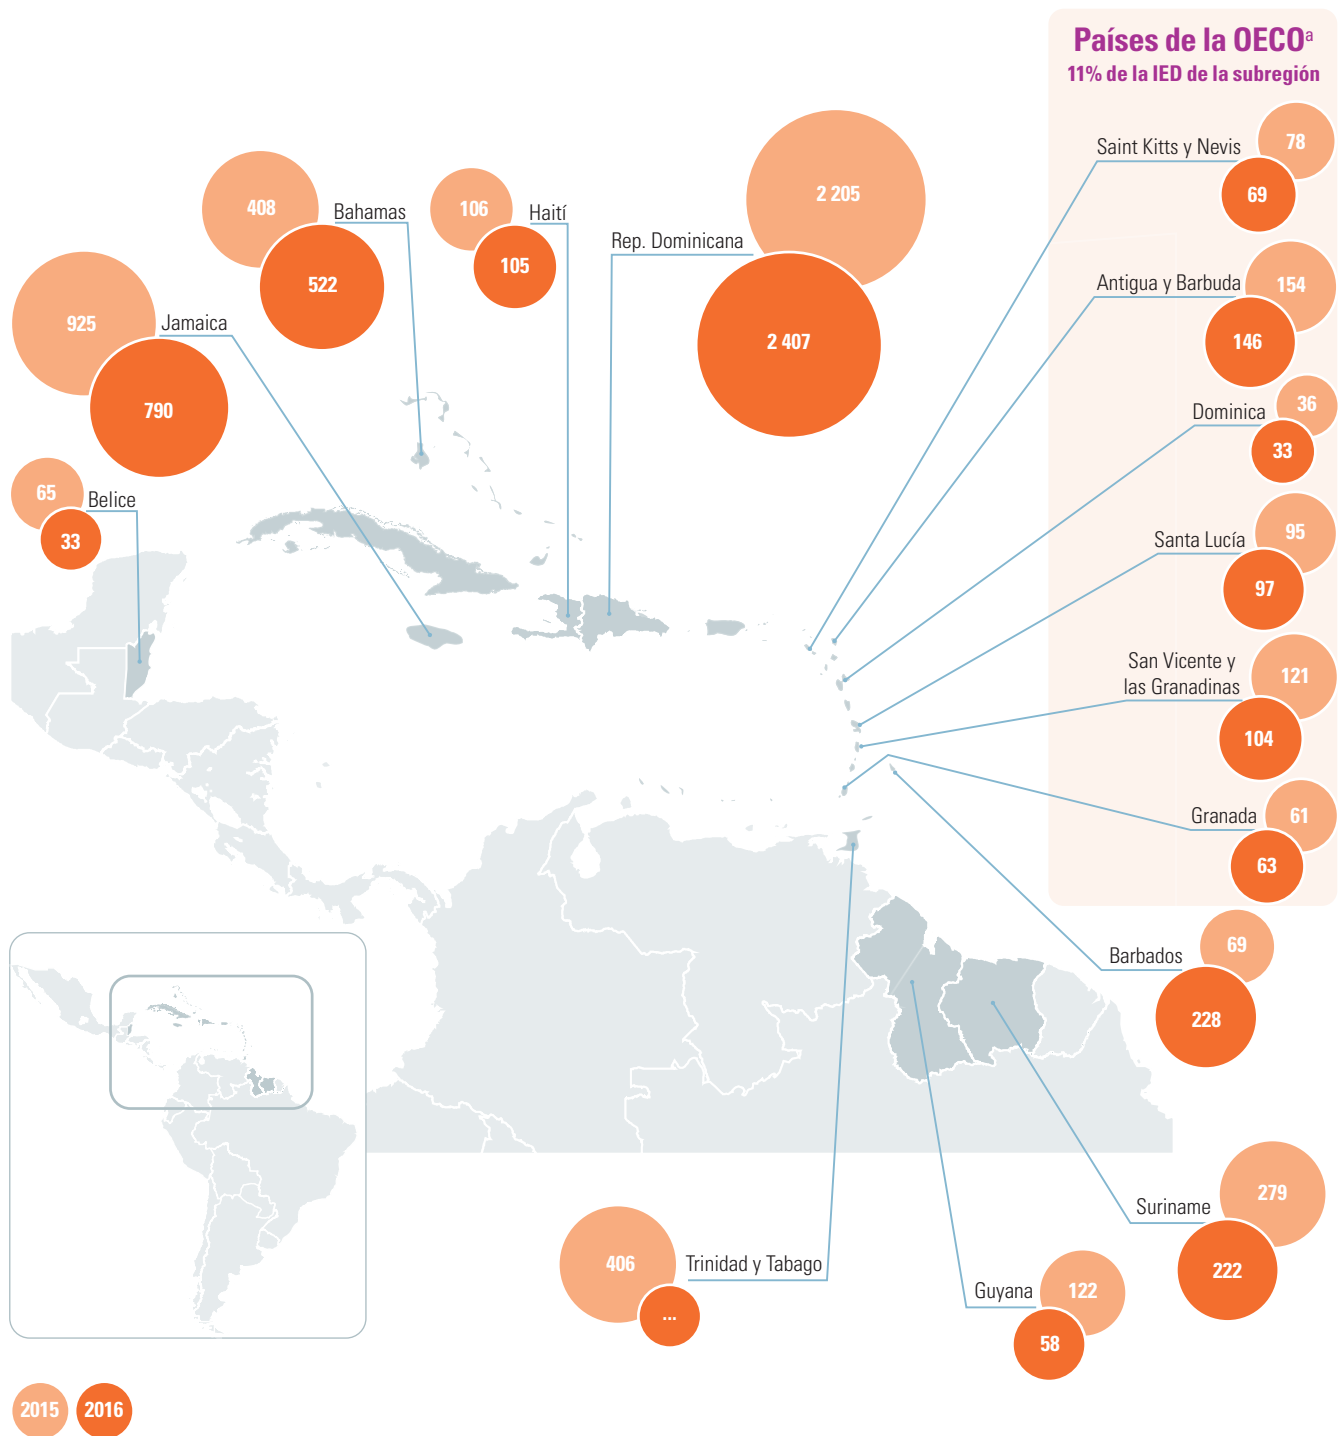 Países de la OECOa
11% de la IED de la subregión
Saint Kitts y Nevis
78
69
Antigua y Barbuda
154
146
Dominica
36
33
Santa Lucía
95
97
San Vicente y
las Granadinas
121
104
Granada
61
63
408
Bahamas
522
106
Haití
105
2 205
Rep. Dominicana
2 407
925
Jamaica
790
65
Belice
33
Barbados
69
228
279
Suriname
222
406
Trinidad y Tabago
...
Guyana
122
58
2015
2016